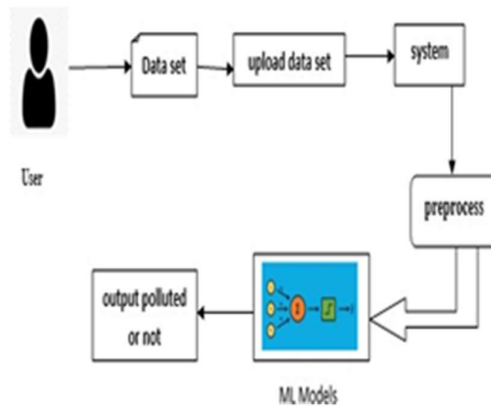 User
Data set
upload data set
system
preprocess
ML Models
output polluted
or not